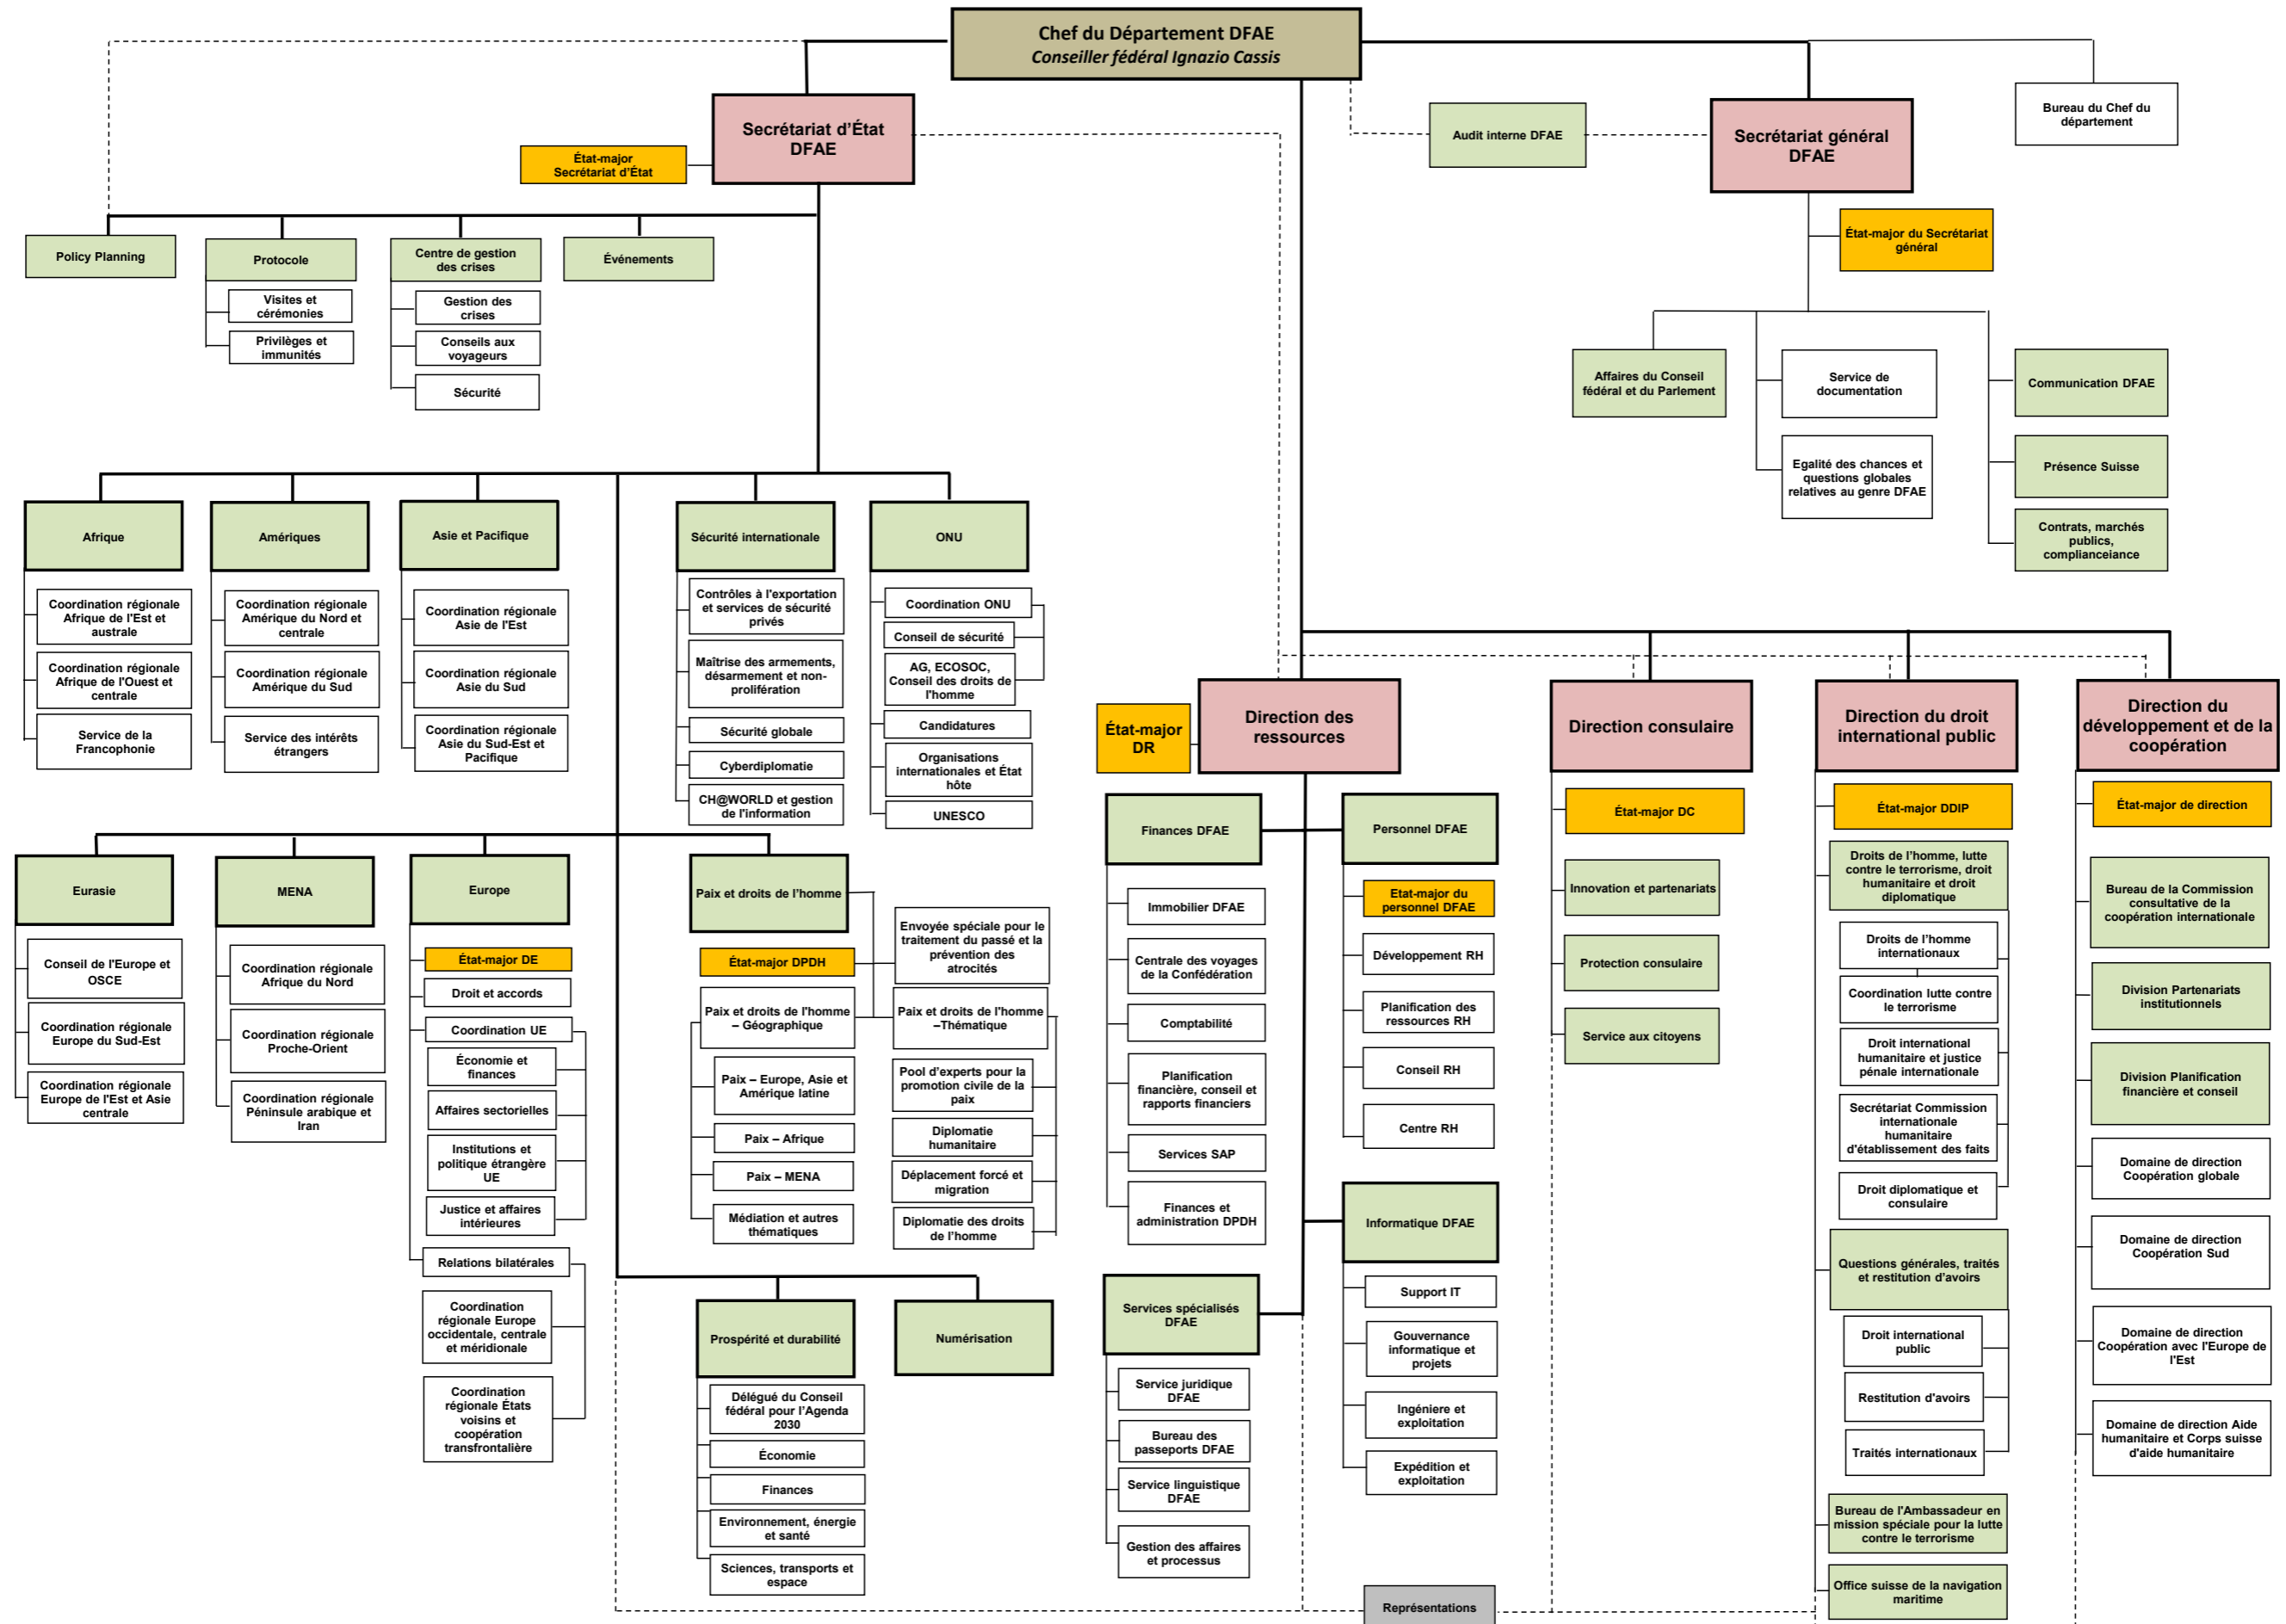 Chef du Département DFAE
Conseiller fédéral Ignazio Cassis
Secrétariat d'État
DFAE
État-major
Secrétariat d'État
Audit interne DFAE
Secrétariat général
DFAE
Bureau du Chef du
département
État-major du Secrétariat
général
Policy Planning
Protocole
Visites et
cérémonies
Privilèges et
immunités
Centre de gestion
des crises
Gestion des
crises
Conseils aux
voyageurs
Sécurité
Événements
Affaires du Conseil
fédéral et du Parlement
Service de
documentation
Egalité des chances et
questions globales
relatives au genre DFAE
Communication DFAE
Présence Suisse
Contrats, marchés
publics,
complianceiance
Afrique
Coordination régionale
Afrique de l'Est et
australe
Coordination régionale
Afrique de l'Ouest et
centrale
Service de la
Francophonie
Amériques
Coordination régionale
Amérique du Nord et
centrale
Coordination régionale
Amérique du Sud
Service des intérêts
étrangers
Asie et Pacifique
Coordination régionale
Asie de l'Est
Coordination régionale
Asie du Sud
Coordination régionale
Asie du Sud-Est et
Pacifique
Sécurité internationale
Contrôles à l'exportation
et services de sécurité
privés
Maîtrise des armements,
désarmement et non-
prolifération
Sécurité globale
Cyberdiplomatie
CH@WORLD et gestion
de l'information
ONU
Coordination ONU
Conseil de sécurité
AG, ECOSOC,
Conseil des droits de
l'homme
Candidatures
Organisations
internationales et État
hôte
UNESCO
Eurasie
Conseil de l'Europe et
OSCE
Coordination régionale
Europe du Sud-Est
Coordination régionale
Europe de l'Est et Asie
centrale
MENA
Coordination régionale
Afrique du Nord
Coordination régionale
Proche-Orient
Coordination régionale
Péninsule arabique et
Iran
Europe
État-major DE
Droit et accords
Coordination UE
Économie et
finances
Affaires sectorielles
Institutions et
politique étrangère
UE
Justice et affaires
intérieures
Relations bilatérales
Coordination
régionale Europe
occidentale, centrale
et méridionale
Coordination
régionale États
voisins et
coopération
transfrontalière
Paix et droits de l'homme
Envoyée spéciale pour le
traitement du passé et la
prévention des
atrocités
État-major DPDH
Paix et droits de l'homme
– Géographique
Paix – Europe, Asie et
Amérique latine
Paix – Afrique
Paix – MENA
Médiation et autres
thématiques
Paix et droits de l'homme
–Thématique
Pool d'experts pour la
promotion civile de la
paix
Diplomatie
humanitaire
Déplacement forcé et
migration
Diplomatie des droits
de l'homme
Prospérité et durabilité
Délégué du Conseil
fédéral pour l'Agenda
2030
Économie
Finances
Environnement, énergie
et santé
Sciences, transports et
espace
Numérisation
État-major
DR
Direction des
ressources
Finances DFAE
Immobilier DFAE
Centrale des voyages
de la Confédération
Comptabilité
Planification
financière, conseil et
rapports financiers
Services SAP
Finances et
administration DPDH
Personnel DFAE
Etat-major du
personnel DFAE
Développement RH
Planification des
ressources RH
Conseil RH
Centre RH
Services spécialisés
DFAE
Service juridique
DFAE
Bureau des
passeports DFAE
Service linguistique
DFAE
Gestion des affaires
et processus
Informatique DFAE
Support IT
Gouvernance
informatique et
projets
Ingéniere et
exploitation
Expédition et
exploitation
Représentations
Direction consulaire
État-major DC
Innovation et partenariats
Protection consulaire
Service aux citoyens
Direction du droit
international public
État-major DDIP
Droits de l'homme, lutte
contre le terrorisme, droit
humanitaire et droit
diplomatique
Droits de l'homme
internationaux
Coordination lutte contre
le terrorisme
Droit international
humanitaire et justice
pénale internationale
Secrétariat Commission
internationale
humanitaire
d'établissement des faits
Droit diplomatique et
consulaire
Questions générales, traités
et restitution d'avoirs
Droit international
public
Restitution d'avoirs
Traités internationaux
Bureau de l'Ambassadeur en
mission spéciale pour la lutte
contre le terrorisme
Office suisse de la navigation
maritime
Direction du
développement et de la
coopération
État-major de direction
Bureau de la Commission
consultative de la
coopération internationale
Division Partenariats
institutionnels
Division Planification
financière et conseil
Domaine de direction
Coopération globale
Domaine de direction
Coopération Sud
Domaine de direction
Coopération avec l'Europe de
l'Est
Domaine de direction Aide
humanitaire et Corps suisse
d'aide humanitaire